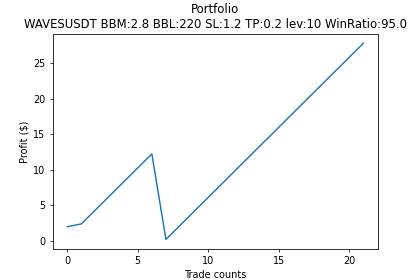 Portfolio
WAVESUSDT BBM:2.8 BBL:220 SL:1.2 TP:0.2 lev:10 WinRatio:95.0
25
20
15
10
5
0
Profit ($)
0 5 10 15 20
Trade counts